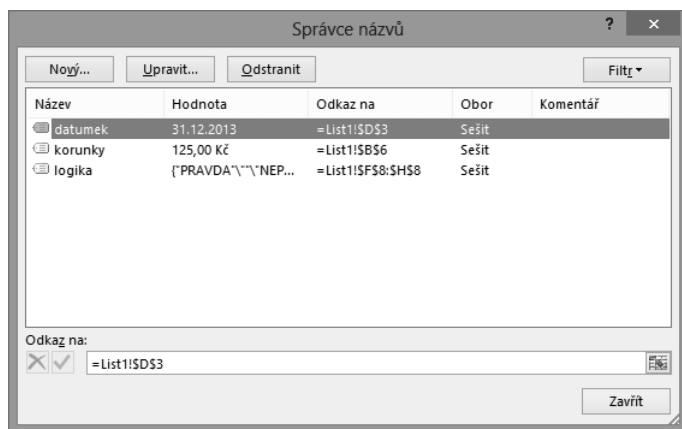 Správce názvů ? ×
Nový... Upravit... Odstranit Filtr
Název Hodnota Odkaz na Obor Komentář
datumek 31.12.2013 =List1!$D$3 Sešit
korunky 125,00 Kč =List1!$B$6 Sešit
logika {"PRAVDA"\""\"NEP... =List1!$F$8:$H$8 Sešit
Odkaz na:
=List1!$D$3
Zavřít